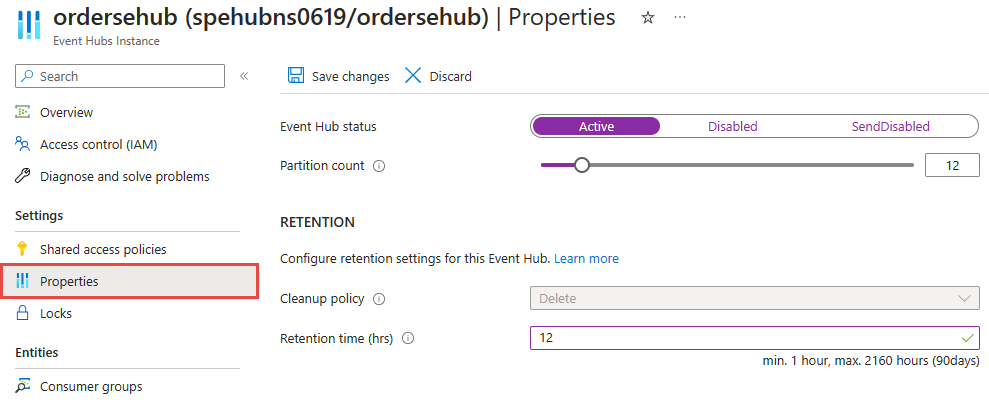 ordersehub (spehubns0619/ordersehub) | Properties
Event Hubs Instance
Search
Overview
Access control (IAM)
Diagnose and solve problems
Settings
Shared access policies
Properties
Locks
Entities
Consumer groups
Save changes Discard
Event Hub status Active Disabled SendDisabled
Partition count 12
RETENTION
Configure retention settings for this Event Hub. Learn more
Cleanup policy Delete
Retention time (hrs) 12
min. 1 hour, max. 2160 hours (90days)